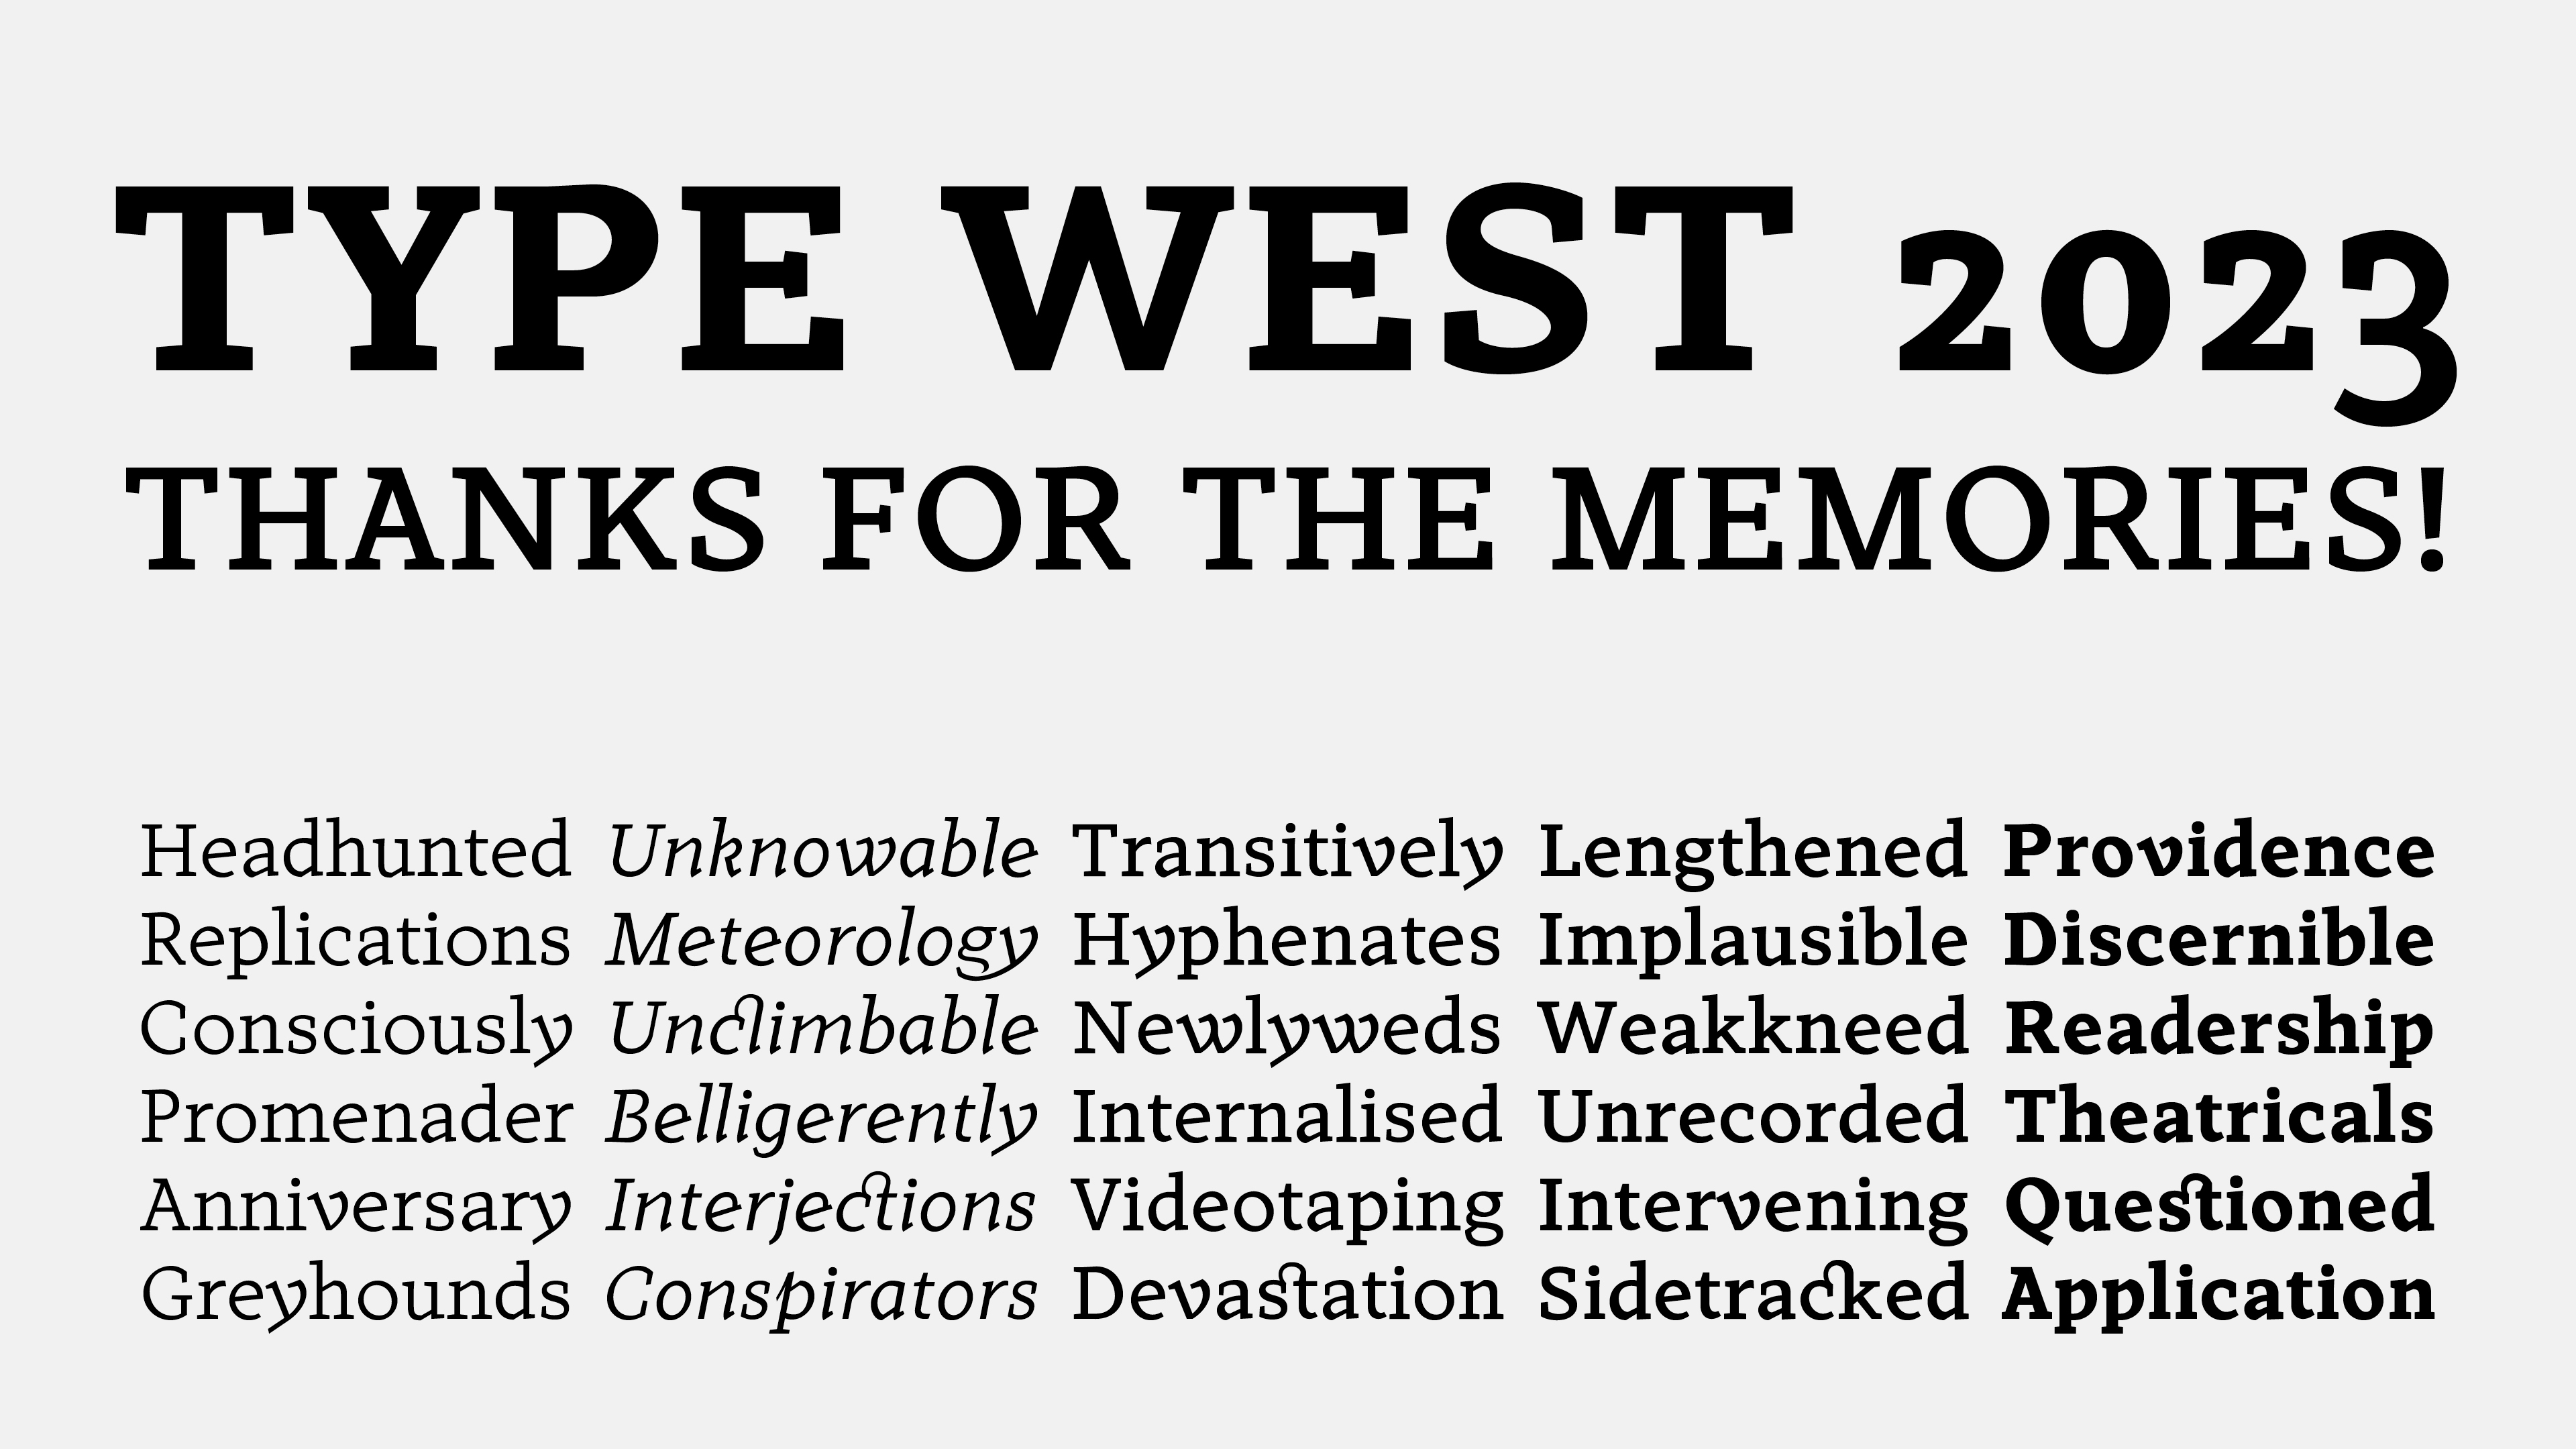 TYPE WEST 2023
THANKS FOR THE MEMORIES!
Headhunted Unknowable Transitively Lengthened Providence
Replications Meteorology Hyphenates Implausible Discernible
Consciously Unclimbable Newlyweds Weakkneed Readership
Promenader Belligerently Internalised Unrecorded Theatricals
Anniversary Interjections Videotaping Intervening Questioned
Greyhounds Conspirators Devastation Sidetracked Application